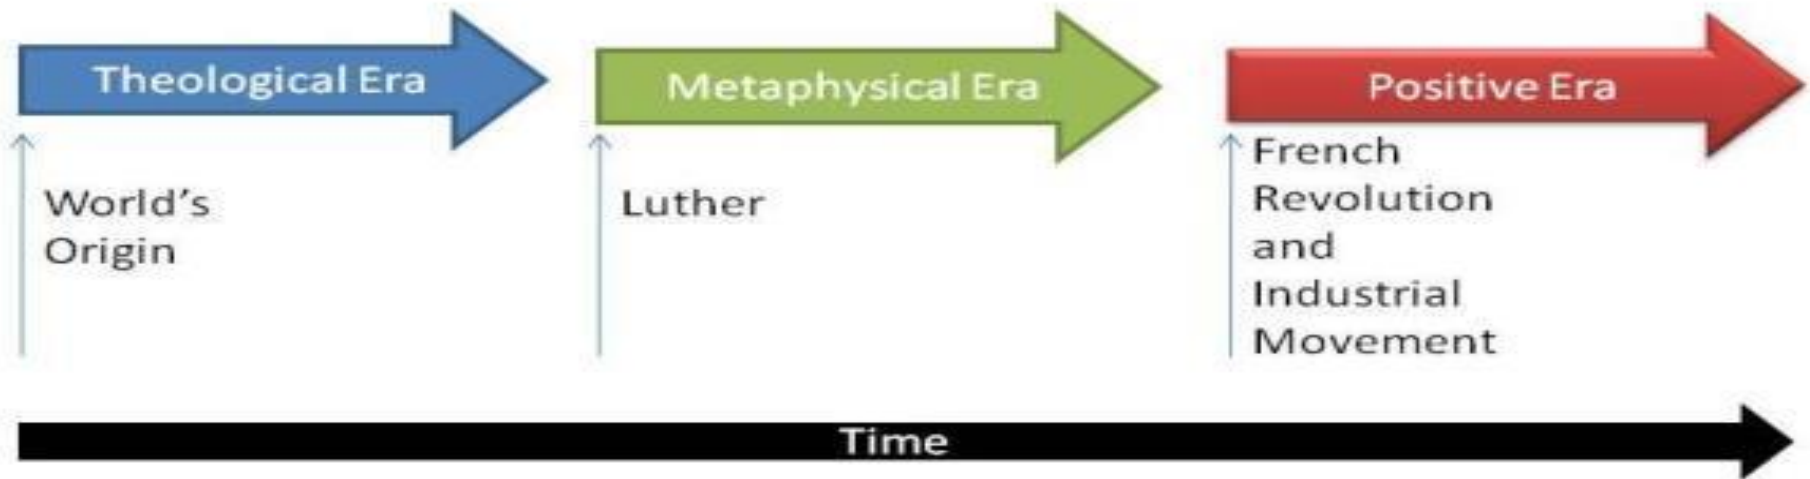 Theological Era
Metaphysical Era
Positive Era
World's
Origin
Luther
French
Revolution
and
Industrial
Movement
Time